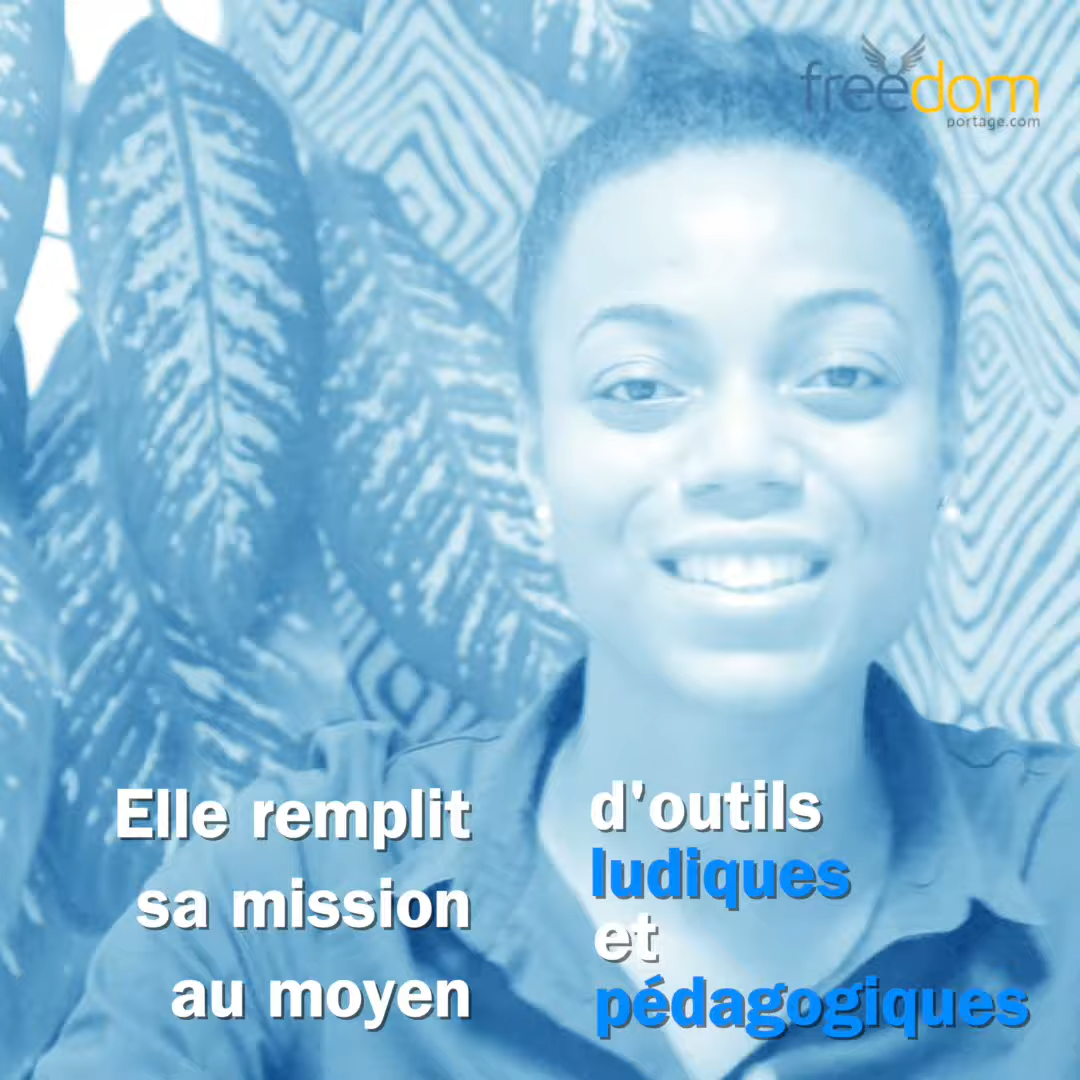 freedom
portage.com
Elle remplit
sa mission
au moyen
d'outils
ludiques
et
pédagogiques